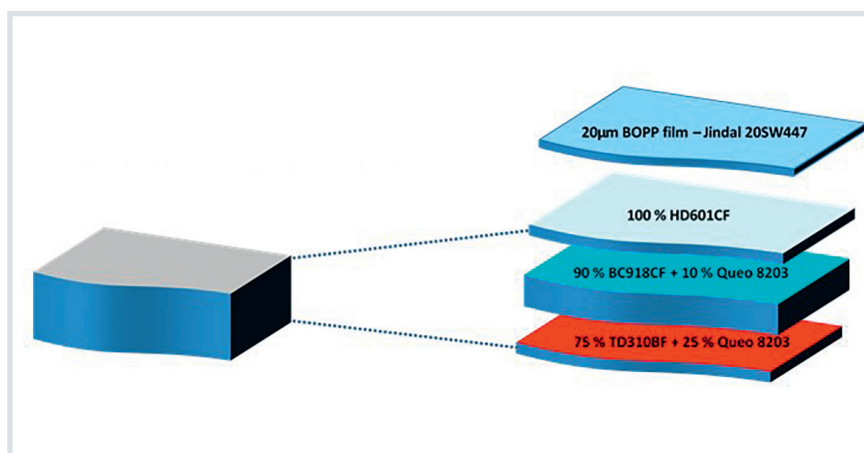 20µm BOPP film – Jindal 20SW447
100 % HD601CF
90 % BC918CF + 10 % Queo 8203
75 % TD310BF + 25 % Queo 8203